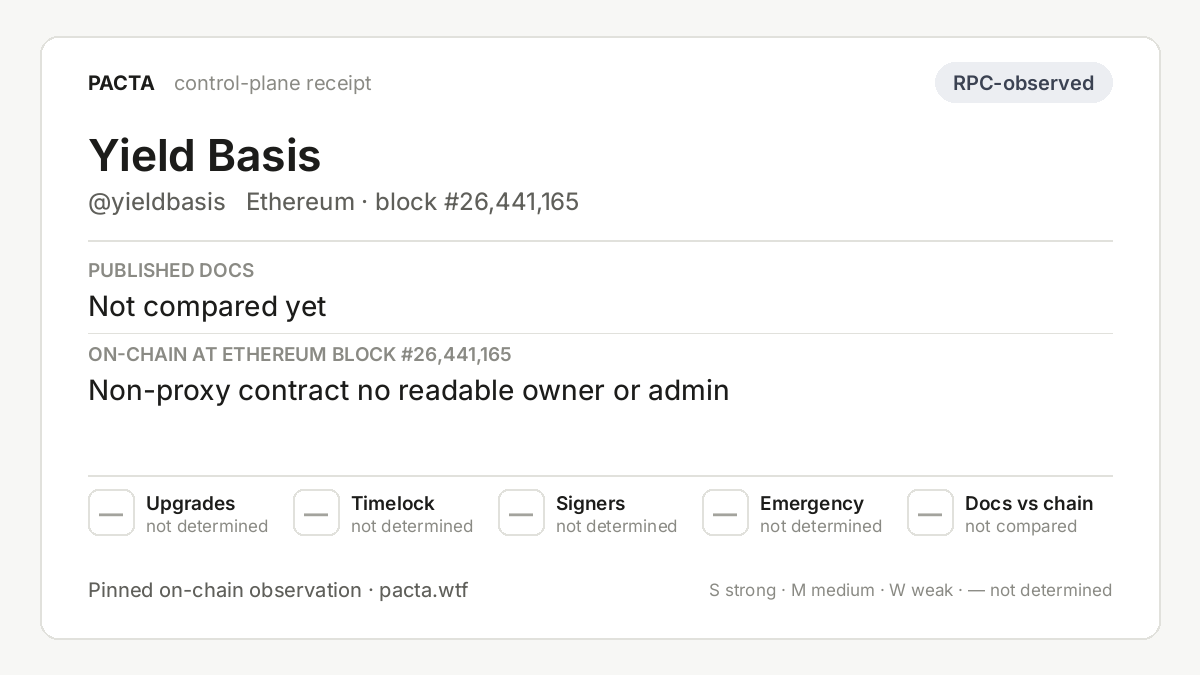 PACTA control-plane receipt RPC-observed
Yield Basis
@yieldbasis Ethereum · block #26,441,165
PUBLISHED DOCS
Not compared yet
ON-CHAIN AT ETHEREUM BLOCK #26,441,165
Non-proxy contract no readable owner or admin
— Upgrades — Timelock — Signers — Emergency — Docs vs chain
not determined not determined not determined not determined not compared
Pinned on-chain observation · pacta.wtf S strong · M medium · W weak · — not determined